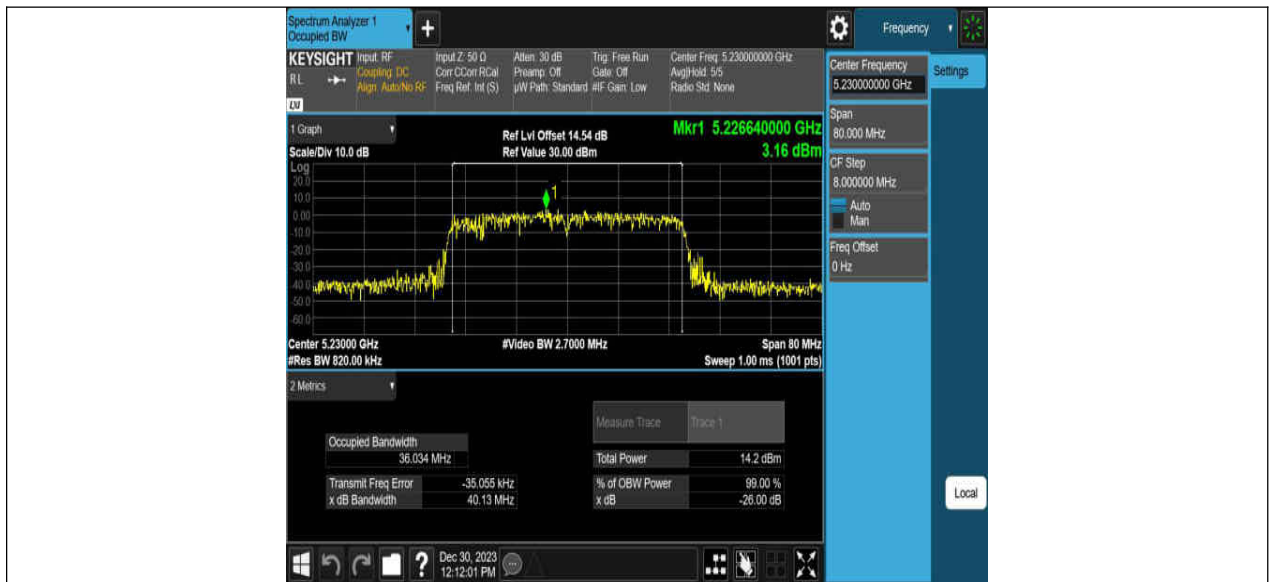 Spectrum Analyzer 1
Occupied BW
+
Frequency
KEYSIGHT
RL
LXI
Input: RF
Coupling: DC
Align: Auto/No RF
Input Z: 50 Ω
Corr CCorr RCal
Freq Ref: Int (S)
Atten: 30 dB
Preamp: Off
µW Path: Standard
Trig: Free Run
Gate: Off
#IF Gain: Low
Center Freq: 5.230000000 GHz
Avg|Hold: 5/5
Radio Std: None
Center Frequency
5.230000000 GHz
Settings
Span
80.000 MHz
CF Step
8.000000 MHz
Auto
Man
Freq Offset
0 Hz
Local
1 Graph
Scale/Div 10.0 dB
Ref Lvl Offset 14.54 dB
Ref Value 30.00 dBm
Mkr1 5.226640000 GHz
3.16 dBm
Log
20.0
10.0
0.00
-10.0
-20.0
-30.0
-40.0
-50.0
-60.0
1
Center 5.23000 GHz
#Res BW 820.00 kHz
#Video BW 2.7000 MHz
Span 80 MHz
Sweep 1.00 ms (1001 pts)
2 Metrics
Measure Trace Trace 1
Occupied Bandwidth
36.034 MHz
Total Power 14.2 dBm
Transmit Freq Error -35.055 kHz
% of OBW Power 99.00 %
x dB Bandwidth 40.13 MHz
x dB -26.00 dB
?
Dec 30, 2023
12:12:01 PM